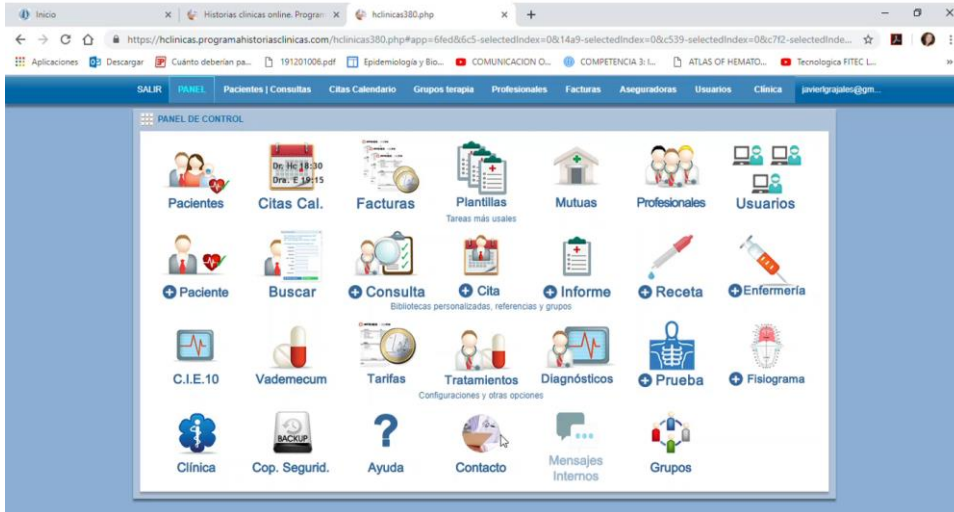 Inicio
Historias clinicas online. Program
hclinicas380.php
https://hclinicas.programahistoriasclinicas.com/hclinicas380.php#app=6fed&6c5-selectedIndex=0&14a9-selectedIndex=0&c539-selectedIndex=0&c7f2-selectedInde...
Aplicaciones
Descargar
Cuánto deberían pa...
191201006.pdf
Epidemiología y Bio...
COMUNICACION O...
COMPETENCIA 3: I...
ATLAS OF HEMATO...
Tecnologica FITEC L...
SALIR PANEL Pacientes | Consultas Citas Calendario Grupos terapia Profesionales Facturas Aseguradoras Usuarios Clínica javierlgrajales@gm...
PANEL DE CONTROL
Dr. Hc 18:30
Dra. E 19:15
Pacientes Citas Cal. Facturas Plantillas Mutuas Profesionales Usuarios
Tareas más usales
Paciente Buscar Consulta Cita Informe Receta Enfermería
Bibliotecas personalizadas, referencias y grupos
C.I.E.10 Vademecum Tarifas Tratamientos Diagnósticos Prueba Fisiograma
Configuraciones y otras opciones
BACKUP
Clínica Cop. Segurid. Ayuda Contacto Mensajes Internos Grupos